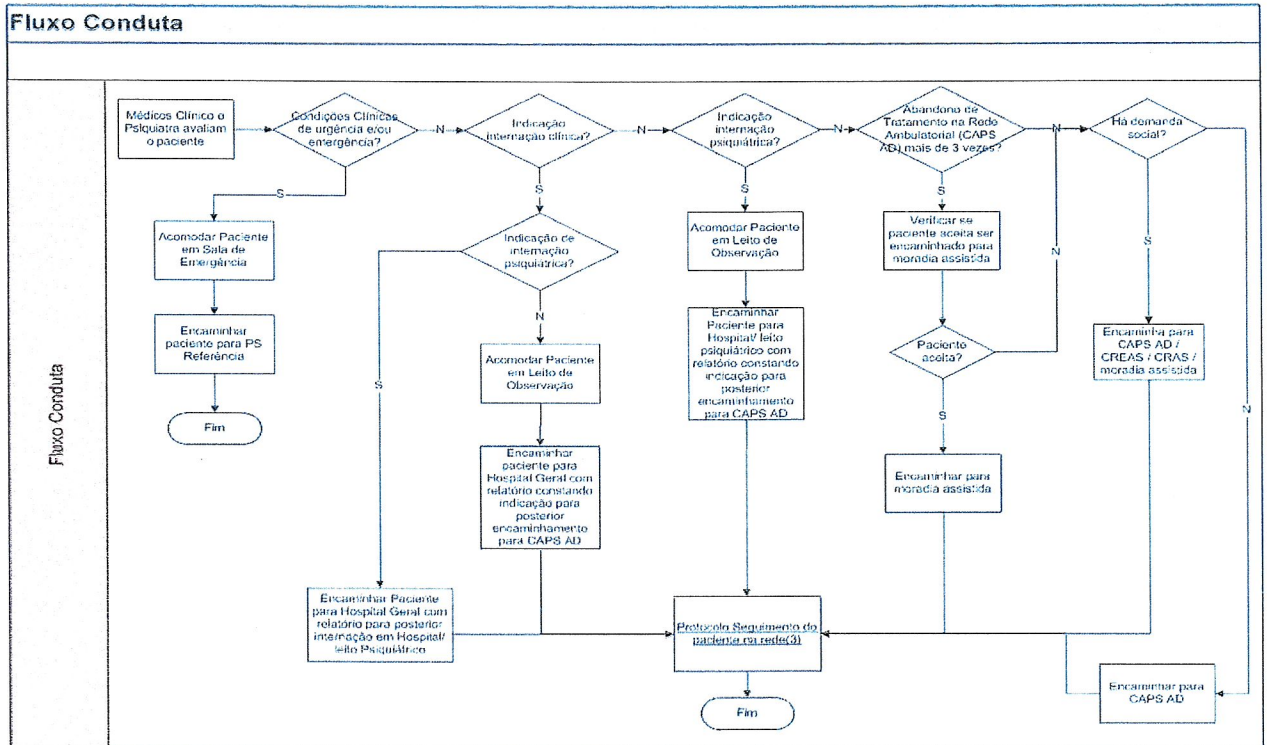 Fluxo Conduta
Fluxo Conduta
Médicos Clínico e
Psiquiatra avaliam
o paciente
Condições Clínicas
de urgência e/ou
emergência?
N
Indicação
internação clínica?
N
Indicação
internação
psiquiátrica?
N
Abandono de
Tratamento na Rede
Ambulatorial (CAPS
AD) mais de 3 vezes?
N
Há demanda
social?
S
S
S
S
S
N
N
Acomodar Paciente
em Sala de
Emergência
Encaminhar
paciente para PS
Referência
Fim
Indicação de
internação
psiquiátrica?
S
N
Acomodar Paciente
em Leito de
Observação
Encaminhar
paciente para
Hospital Geral com
relatório constando
indicação para
posterior
encaminhamento
para CAPS AD
Encaminhar Paciente
para Hospital Geral com
relatório para posterior
internação em Hospital/
leito Psiquiátrico
Acomodar Paciente
em Leito de
Observação
Encaminhar
Paciente para
Hospital/ leito
psiquiátrico com
relatório constando
indicação para
posterior
encaminhamento
para CAPS AD
Verificar se
paciente aceita ser
encaminhado para
moradia assistida
Paciente
aceita?
S
Encaminhar para
moradia assistida
Encaminha para
CAPS AD /
CREAS / CRAS /
moradia assistida
Protocolo Seguimento do
paciente na rede(3)
Fim
Encaminhar para
CAPS AD